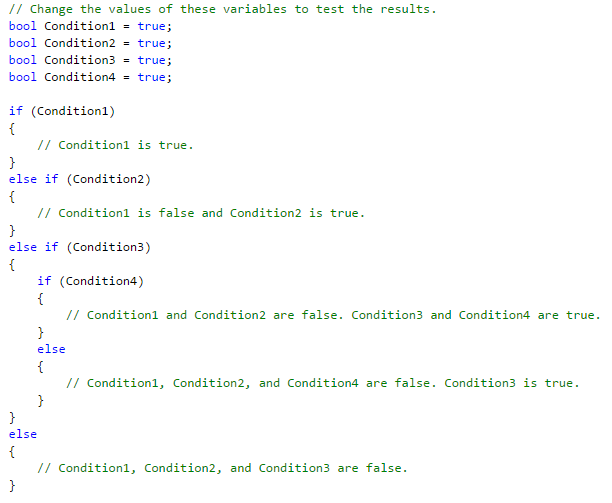 // Change the values of these variables to test the results.
bool Condition1 = true;
bool Condition2 = true;
bool Condition3 = true;
bool Condition4 = true;

if (Condition1)
{
    // Condition1 is true.
}
else if (Condition2)
{
    // Condition1 is false and Condition2 is true.
}
else if (Condition3)
{
    if (Condition4)
    {
        // Condition1 and Condition2 are false. Condition3 and Condition4 are true.
    }
    else
    {
        // Condition1, Condition2, and Condition4 are false. Condition3 is true.
    }
}
else
{
    // Condition1, Condition2, and Condition3 are false.
}